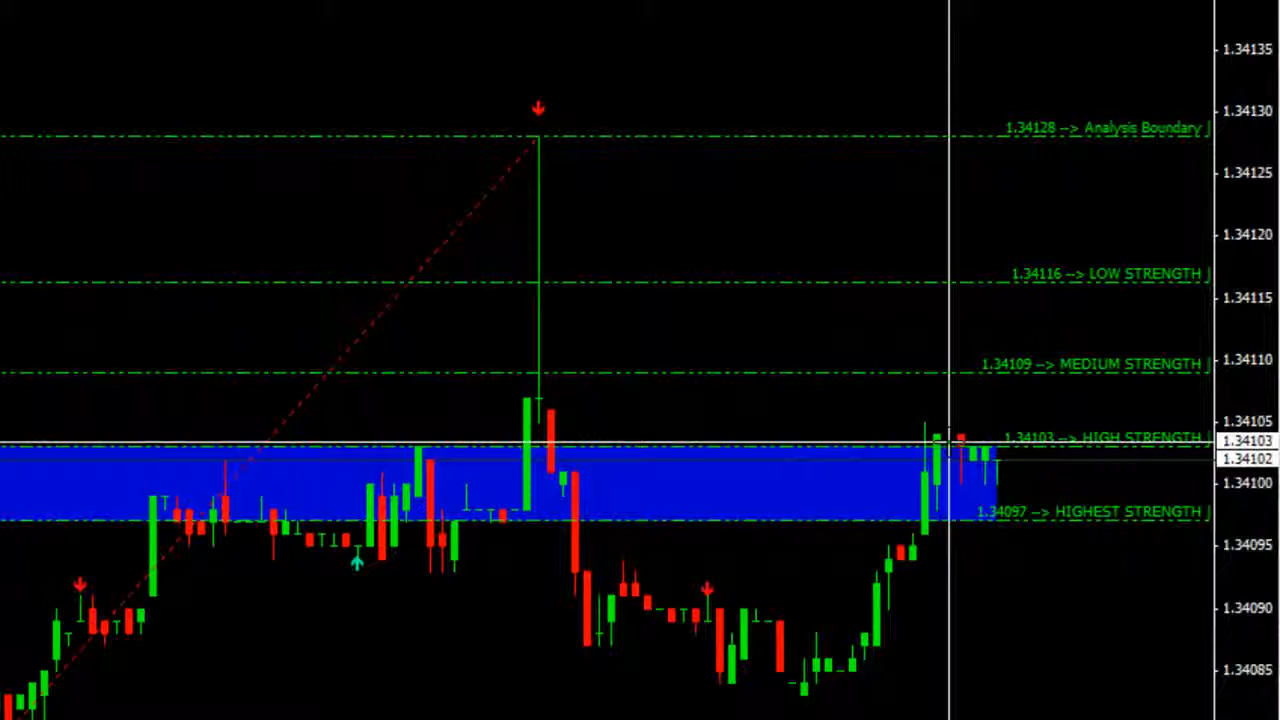 1.34135
1.34130
1.34128 --> Analysis Boundary |
1.34125
1.34120
1.34116 --> LOW STRENGTH |
1.34115
1.34109 --> MEDIUM STRENGTH |
1.34110
1.34105
1.34103 --> HIGH STRENGTH |
1.34103
1.34102
1.34100
1.34097 --> HIGHEST STRENGTH |
1.34095
1.34090
1.34085